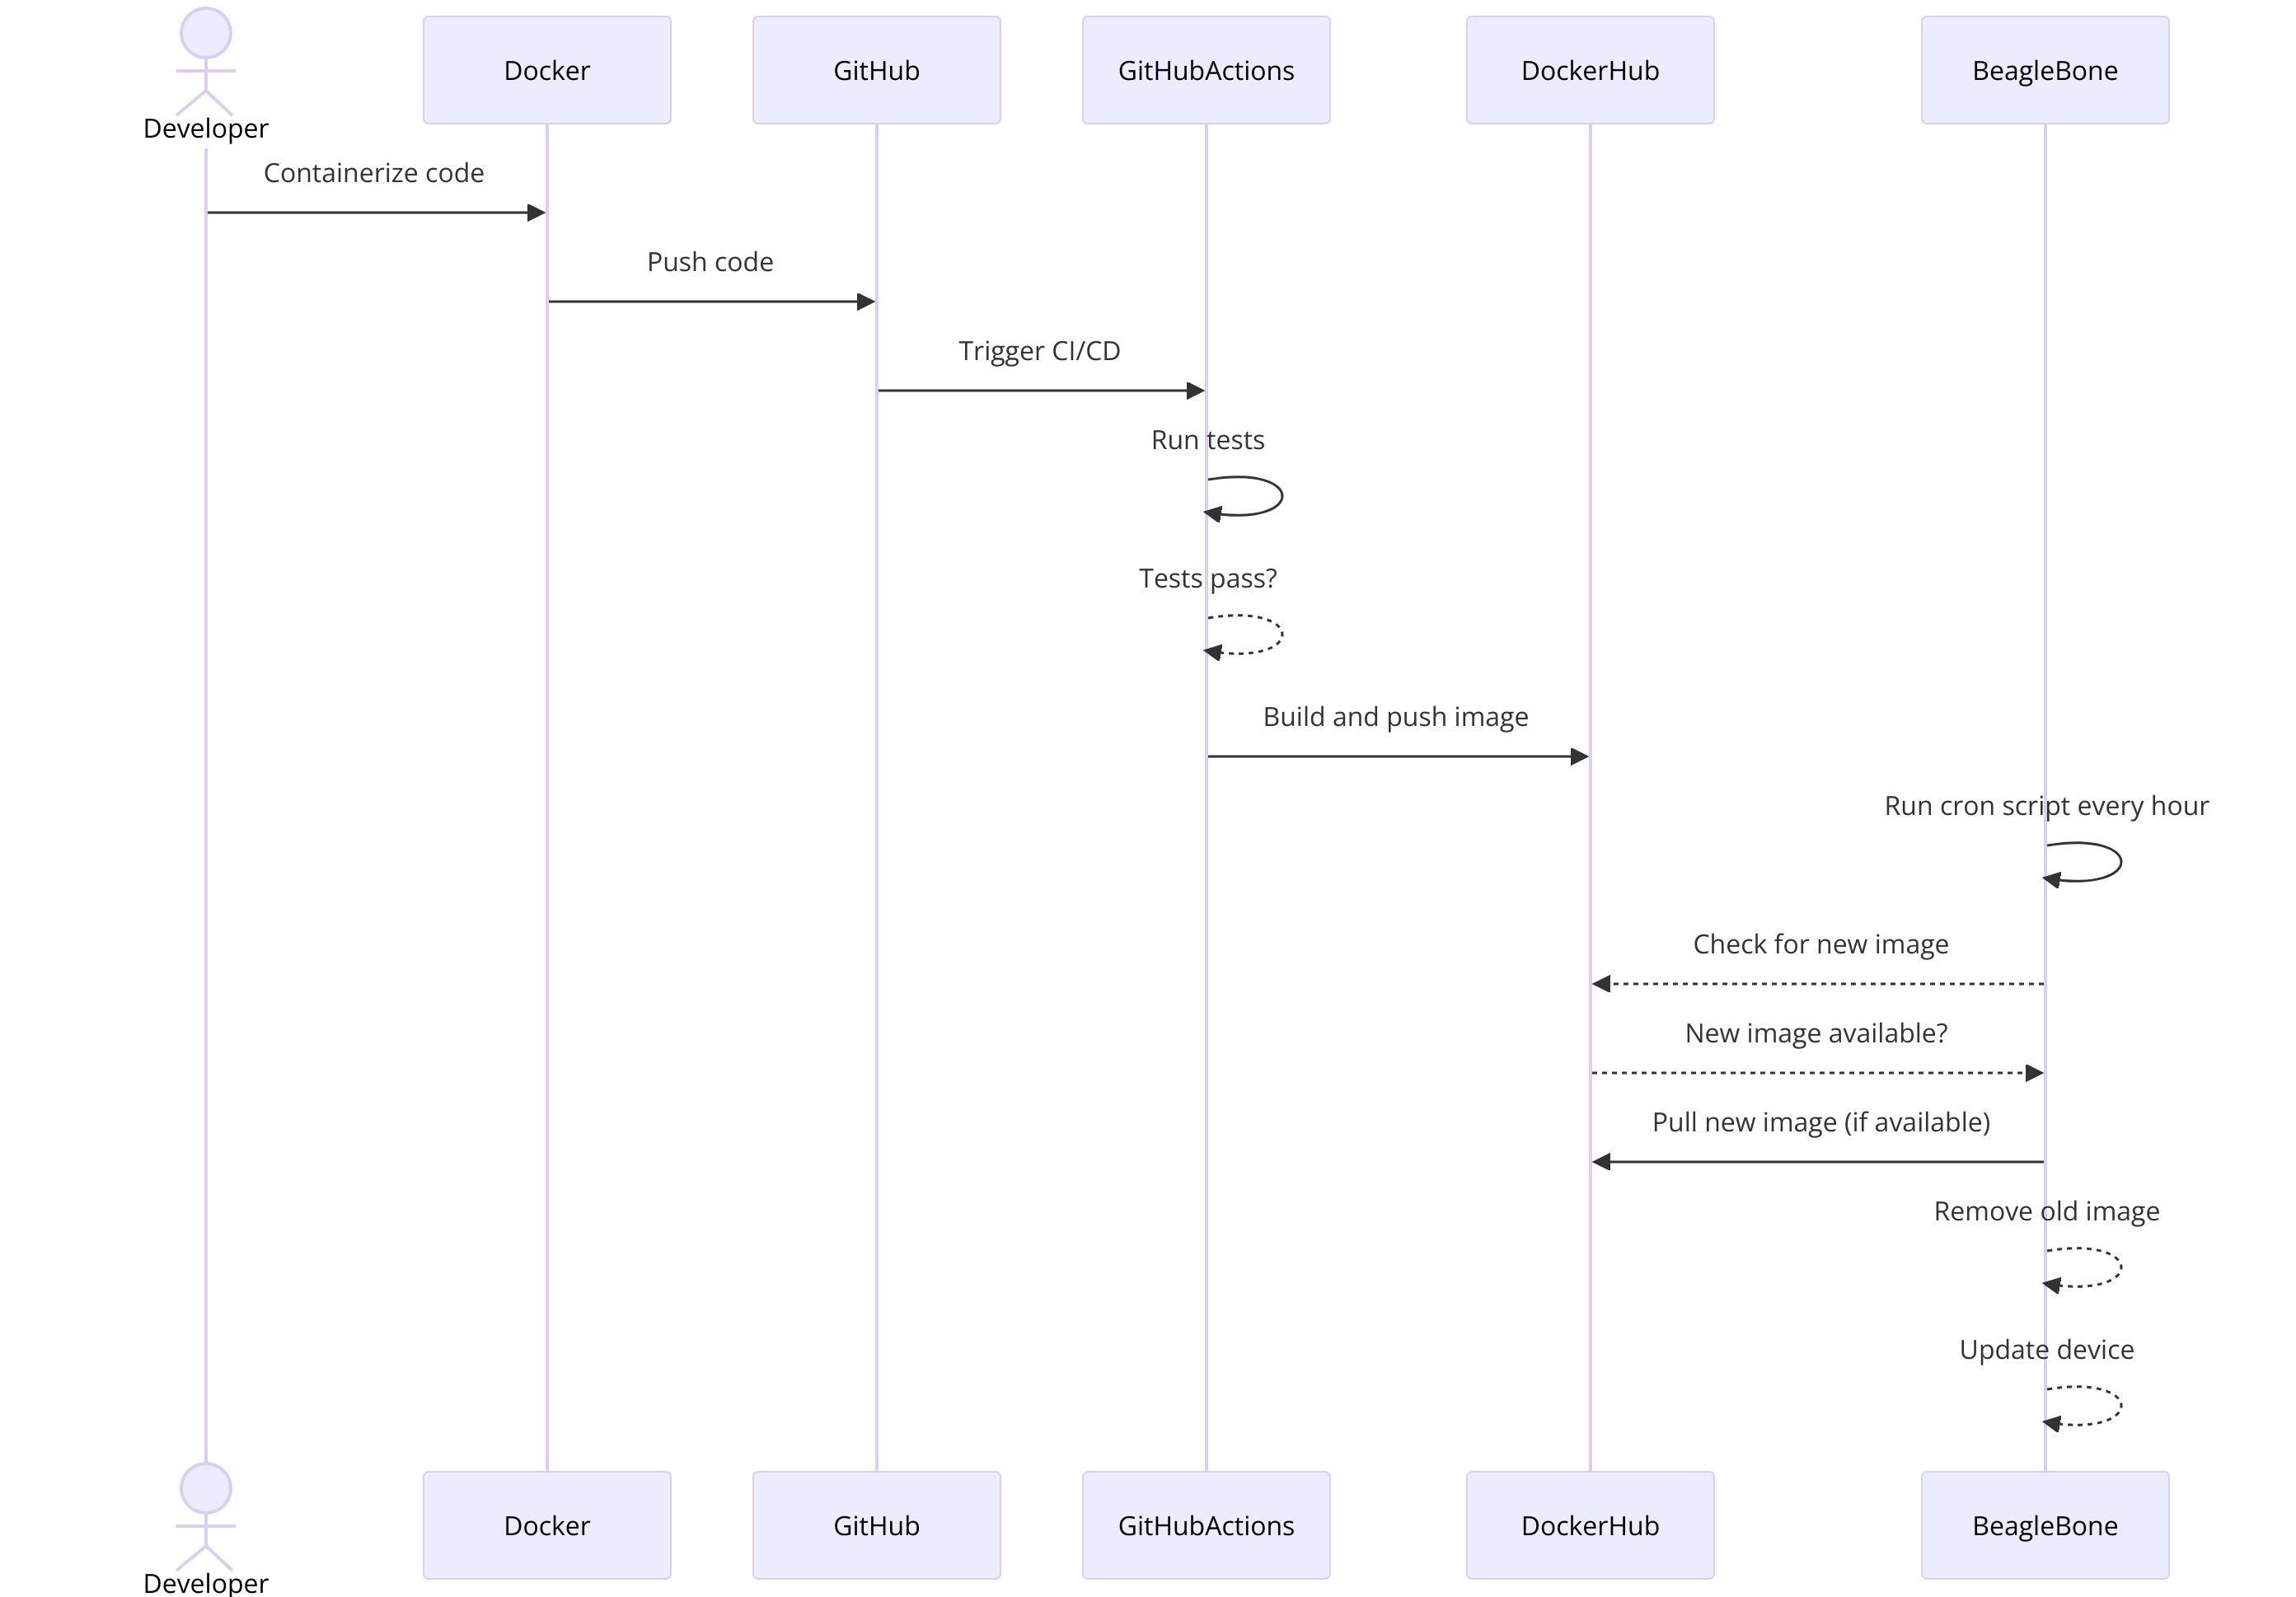 Developer
Docker
GitHub
GitHubActions
DockerHub
BeagleBone
Containerize code
Push code
Trigger CI/CD
Run tests
Tests pass?
Build and push image
Run cron script every hour
Check for new image
New image available?
Pull new image (if available)
Remove old image
Update device
Developer
Docker
GitHub
GitHubActions
DockerHub
BeagleBone